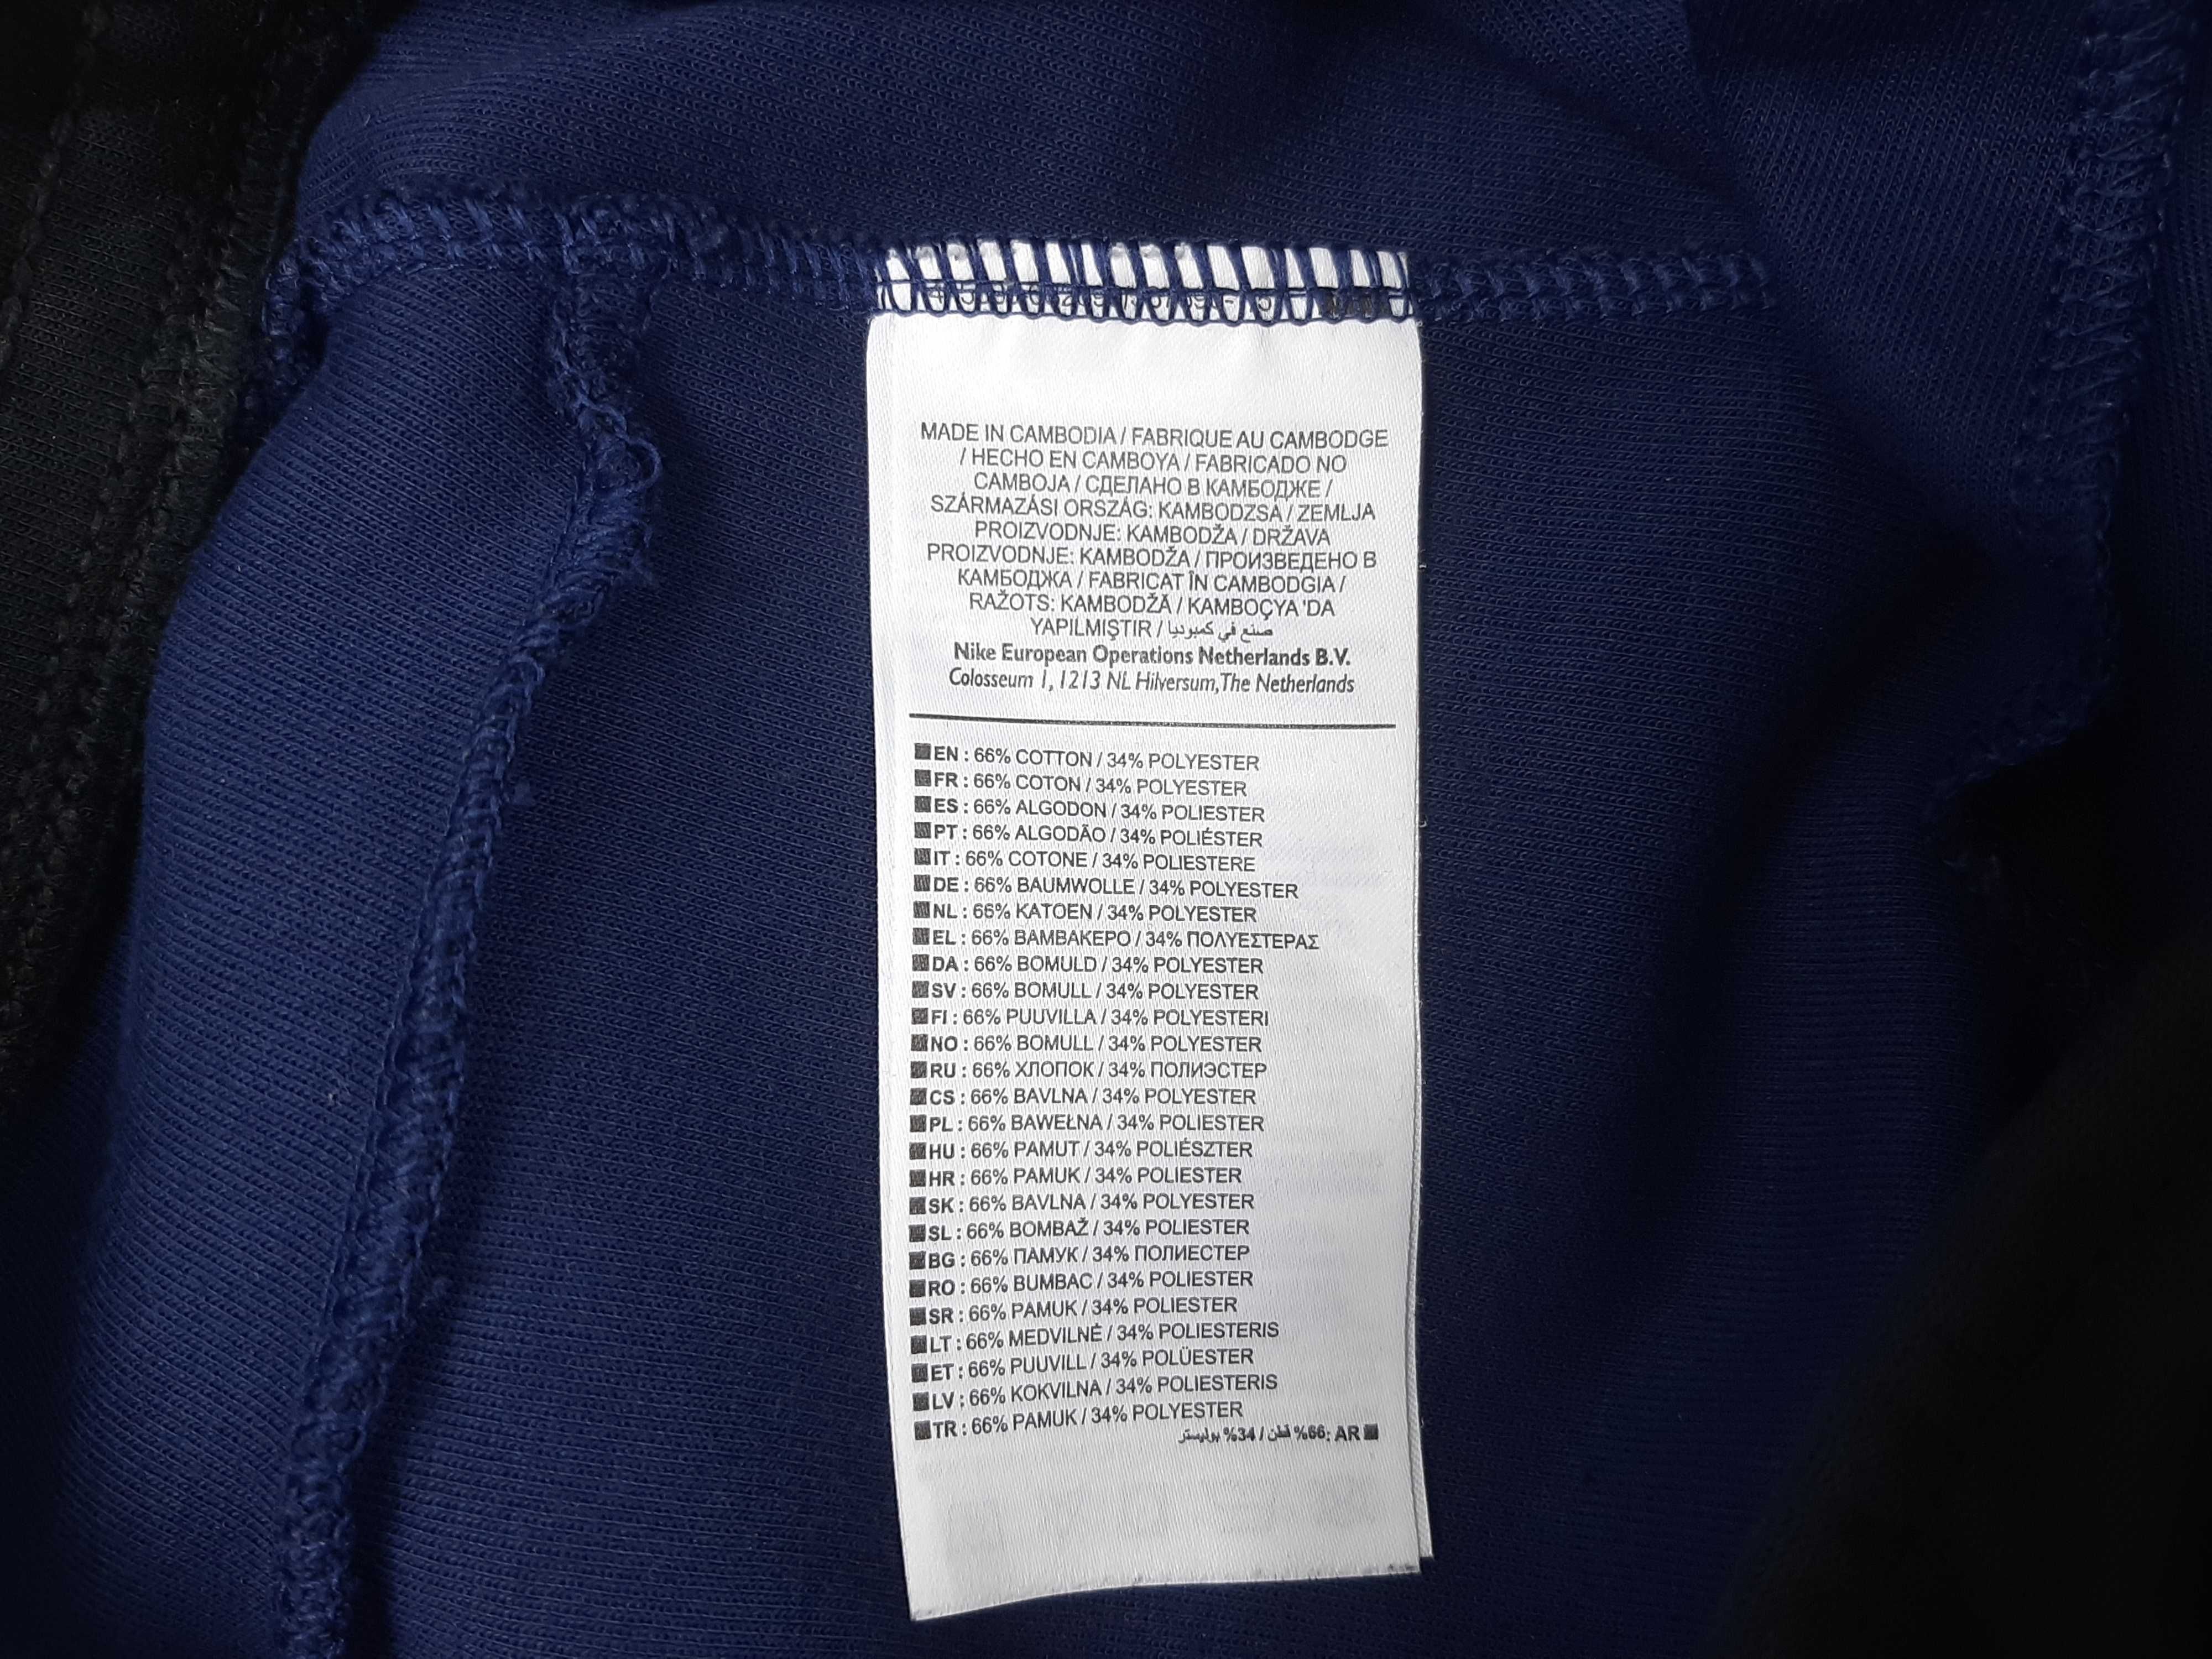 MADE IN CAMBODIA / FABRIQUE AU CAMBODGE
/ HECHO EN CAMBOYA / FABRICADO NO
CAMBOJA / СДЕЛАНО В КАМБОДЖЕ /
SZÁRMAZÁSI ORSZÁG: KAMBODZSA / ZEMLJA
PROIZVODNJE: KAMBODŽA / DRŽAVA
PROIZVODNJE: KAMBODŽA / ПРОИЗВЕДЕНО В
КАМБОДЖА / FABRICAT ÎN CAMBODGIA /
RAŽOTS: KAMBODŽĀ / KAMBOÇYA 'DA
YAPILMIŞTIR / صنع في كمبوديا
Nike European Operations Netherlands B.V.
Colosseum 1, 1213 NL Hilversum, The Netherlands
EN : 66% COTTON / 34% POLYESTER
FR : 66% COTON / 34% POLYESTER
ES : 66% ALGODON / 34% POLIESTER
PT : 66% ALGODÃO / 34% POLIÉSTER
IT : 66% COTONE / 34% POLIESTERE
DE : 66% BAUMWOLLE / 34% POLYESTER
NL : 66% KATOEN / 34% POLYESTER
EL : 66% ΒΑΜΒΑΚΕΡΟ / 34% ΠΟΛΥΕΣΤΕΡΑΣ
DA : 66% BOMULD / 34% POLYESTER
SV : 66% BOMULL / 34% POLYESTER
FI : 66% PUUVILLA / 34% POLYESTERI
NO : 66% BOMULL / 34% POLYESTER
RU : 66% ХЛОПОК / 34% ПОЛИЭСТЕР
CS : 66% BAVLNA / 34% POLYESTER
PL : 66% BAWEŁNA / 34% POLIESTER
HU : 66% PAMUT / 34% POLIÉSZTER
HR : 66% PAMUK / 34% POLIESTER
SK : 66% BAVLNA / 34% POLYESTER
SL : 66% BOMBAŽ / 34% POLIESTER
BG : 66% ПАМУК / 34% ПОЛИЕСТЕР
RO : 66% BUMBAC / 34% POLIESTER
SR : 66% PAMUK / 34% POLIESTER
LT : 66% MEDVILNĖ / 34% POLIESTERIS
ET : 66% PUUVILL / 34% POLÜESTER
LV : 66% KOKVILNA / 34% POLIESTERIS
TR : 66% PAMUK / 34% POLYESTER
AR :66% قطن / 34% بوليستر